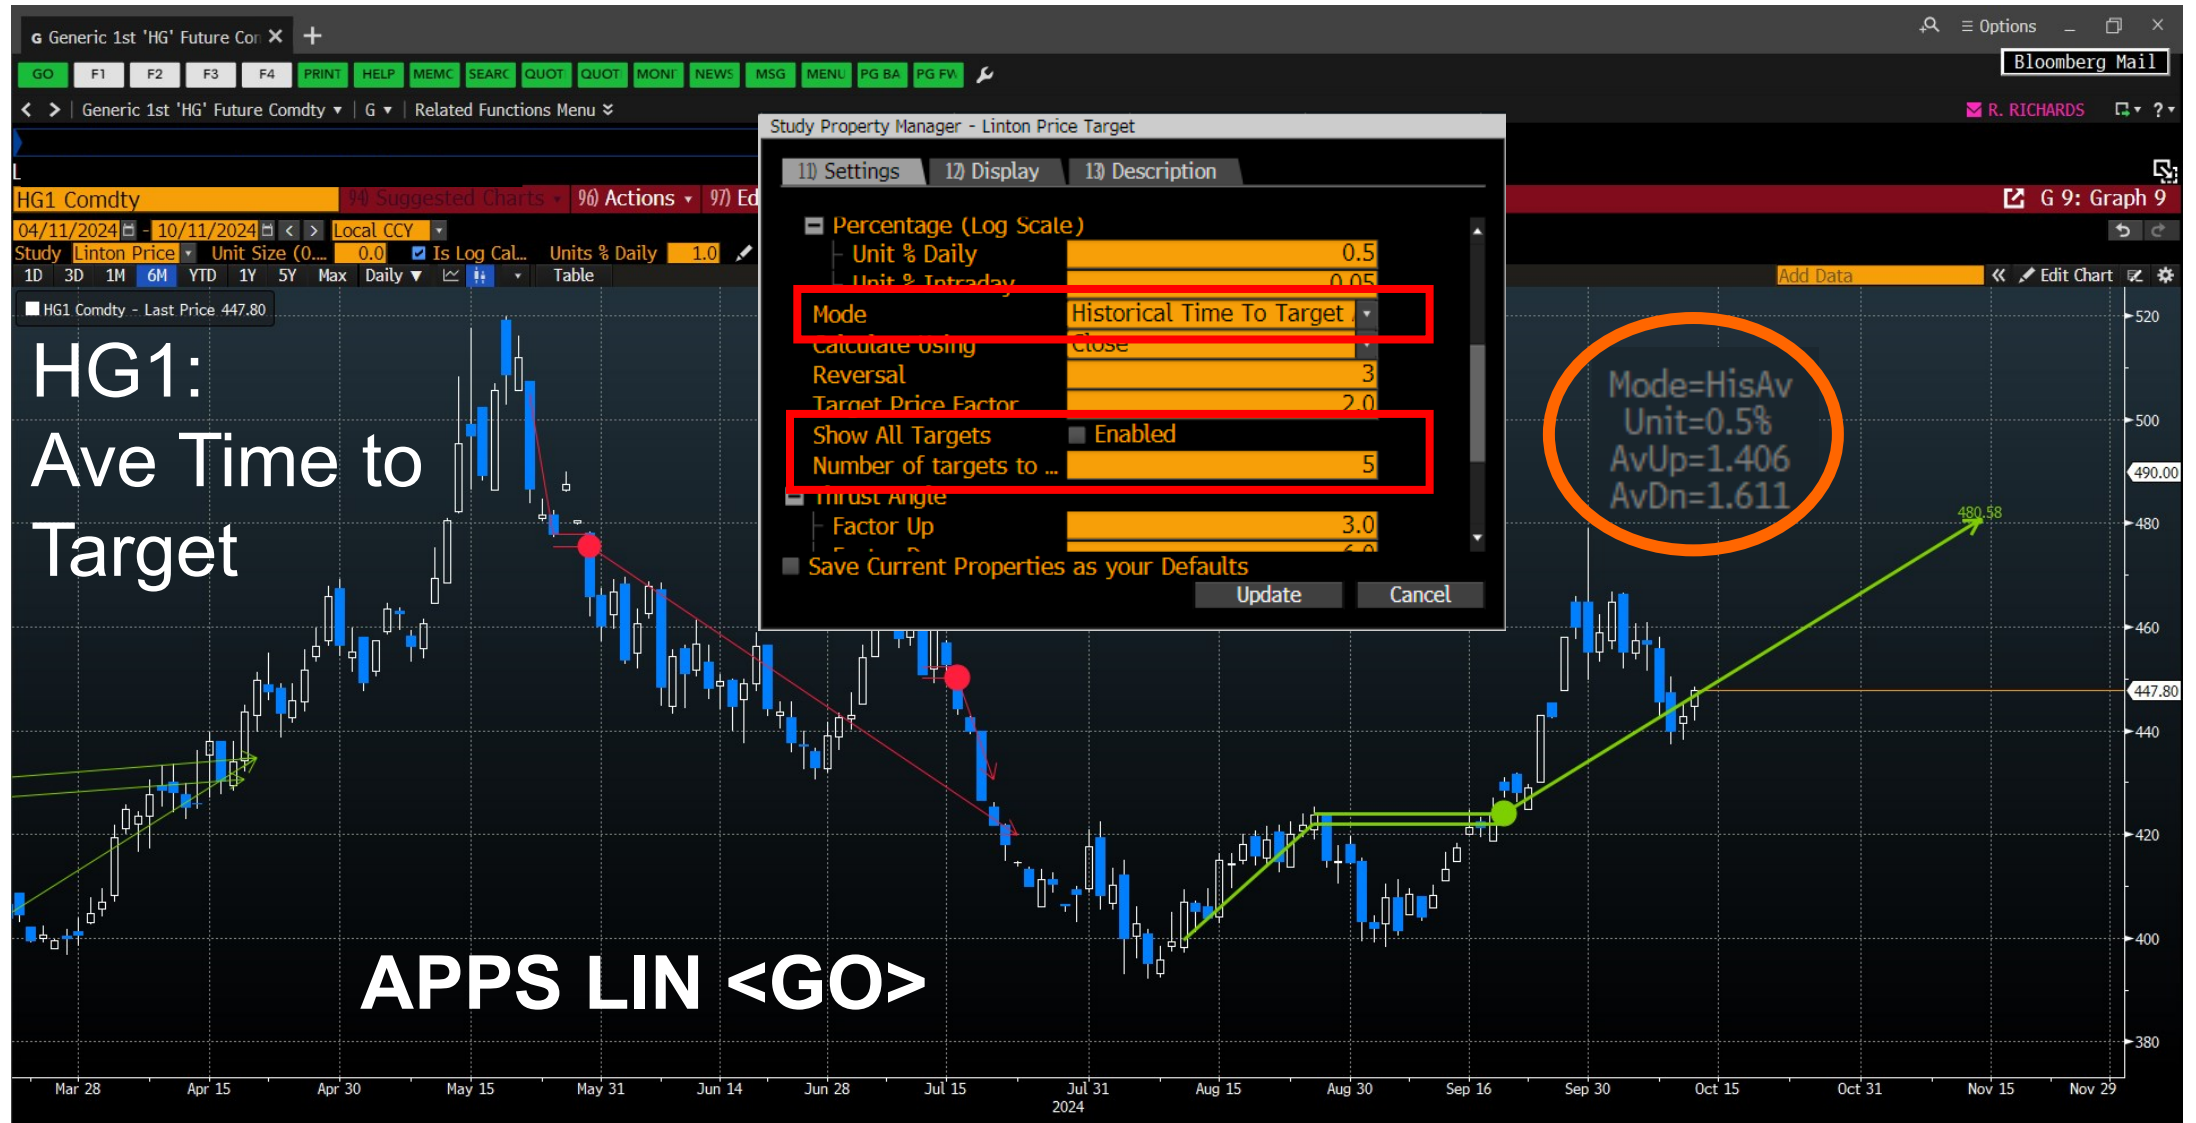 G Generic 1st 'HG' Future Con
Options
GO F1 F2 F3 F4 PRINT HELP MEMC SEARC QUOT QUOT MONI NEWS MSG MENU PG BA PG FW
Bloomberg Mail
Generic 1st 'HG' Future Comdty G Related Functions Menu
R. RICHARDS ?
L
HG1 Comdty 94) Suggested Charts 96) Actions 97) Ed
G 9: Graph 9
04/11/2024 - 10/11/2024 < > Local CCY
Study Linton Price Unit Size (0.... 0.0 Is Log Cal... Units % Daily 1.0
1D 3D 1M 6M YTD 1Y 5Y Max Daily Table
Add Data « Edit Chart
HG1 Comdty - Last Price 447.80
HG1:
Ave Time to
Target
Study Property Manager - Linton Price Target
11) Settings 12) Display 13) Description
Percentage (Log Scale)
Unit % Daily 0.5
Unit % Intraday 0.05
Mode Historical Time To Target
Calculate Using Close
Reversal 3
Target Price Factor 2.0
Show All Targets Enabled
Number of targets to ... 5
Thrust Angle
Factor Up 3.0
6.0
Save Current Properties as your Defaults
Update Cancel
Mode=HisAv
Unit=0.5%
AvUp=1.406
AvDn=1.611
480.58
520
500
490.00
480
460
447.80
440
420
400
380
APPS LIN <GO>
Mar 28 Apr 15 Apr 30 May 15 May 31 Jun 14 Jun 28 Jul 15 Jul 31 Aug 15 Aug 30 Sep 16 Sep 30 Oct 15 Oct 31 Nov 15 Nov 29
2024